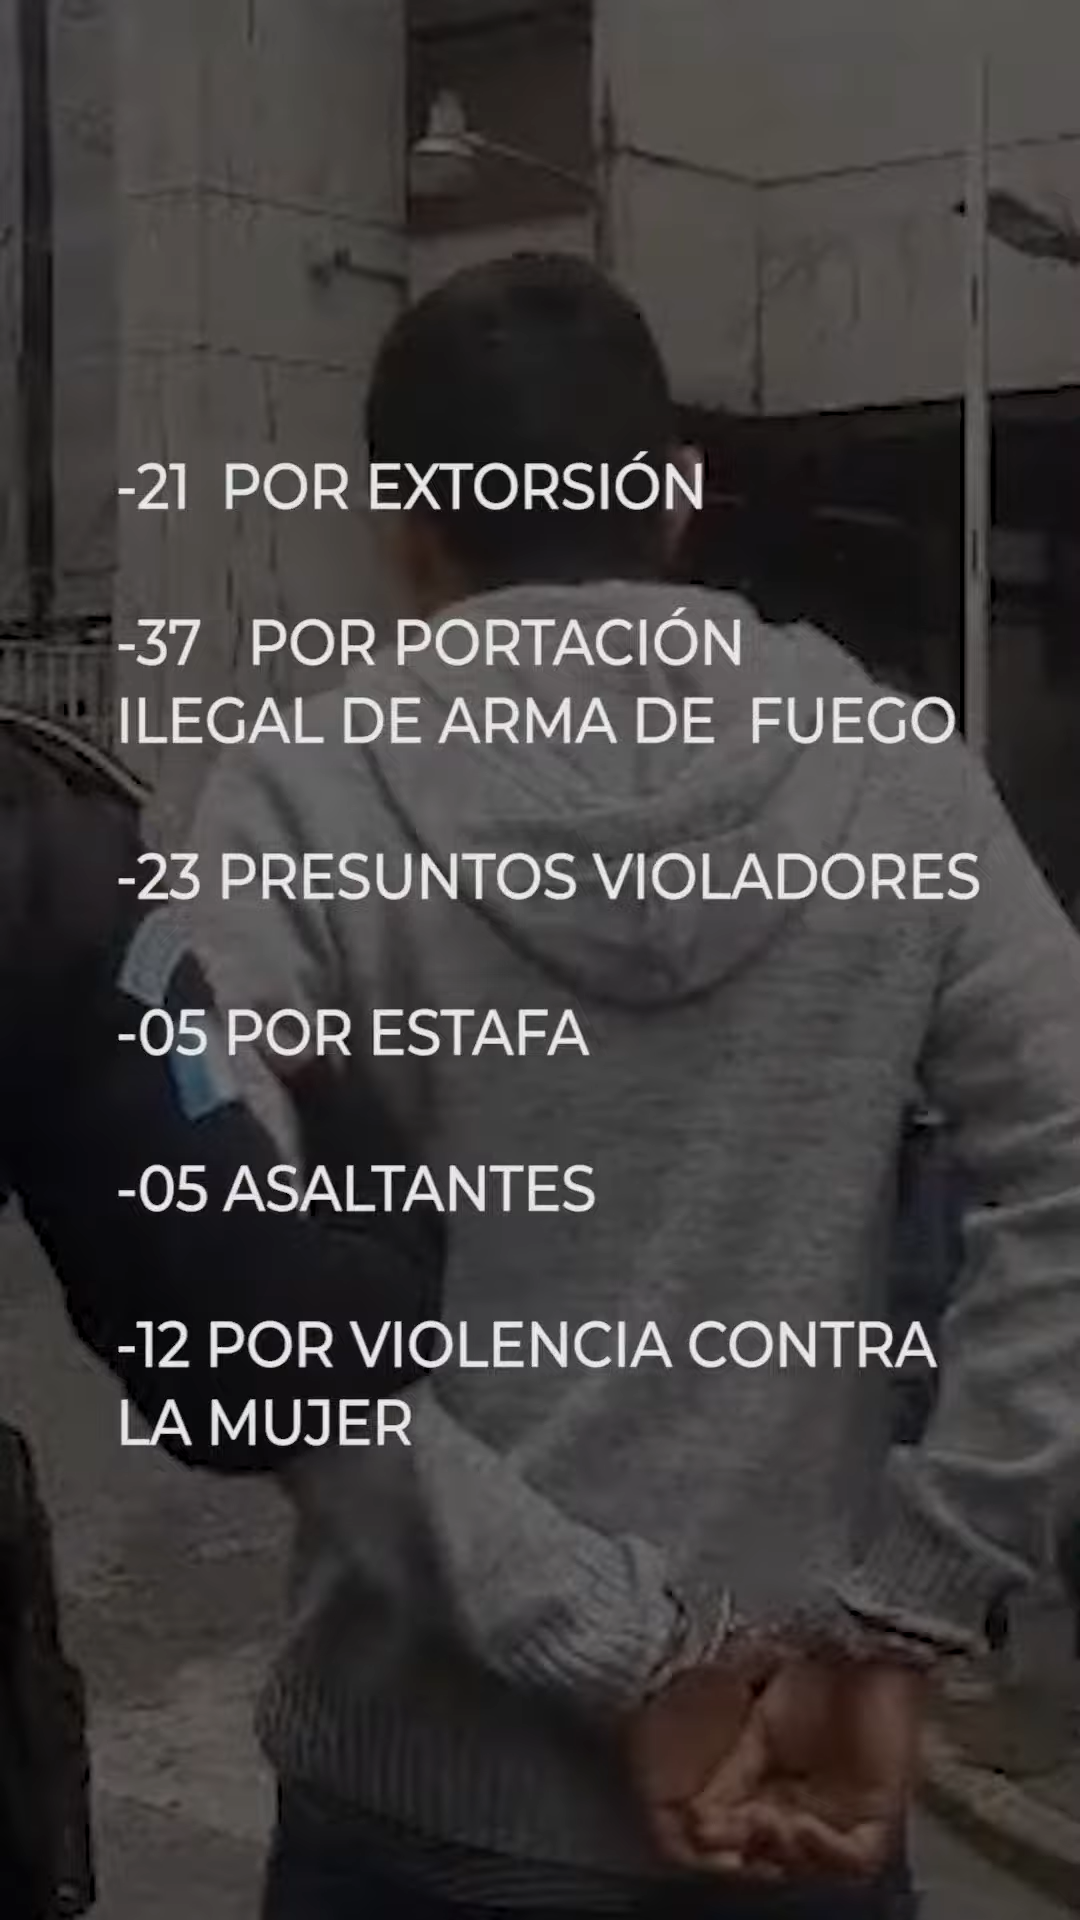 -21 POR EXTORSIÓN
-37 POR PORTACIÓN
ILEGAL DE ARMA DE FUEGO
-23 PRESUNTOS VIOLADORES
-05 POR ESTAFA
-05 ASALTANTES
-12 POR VIOLENCIA CONTRA
LA MUJER